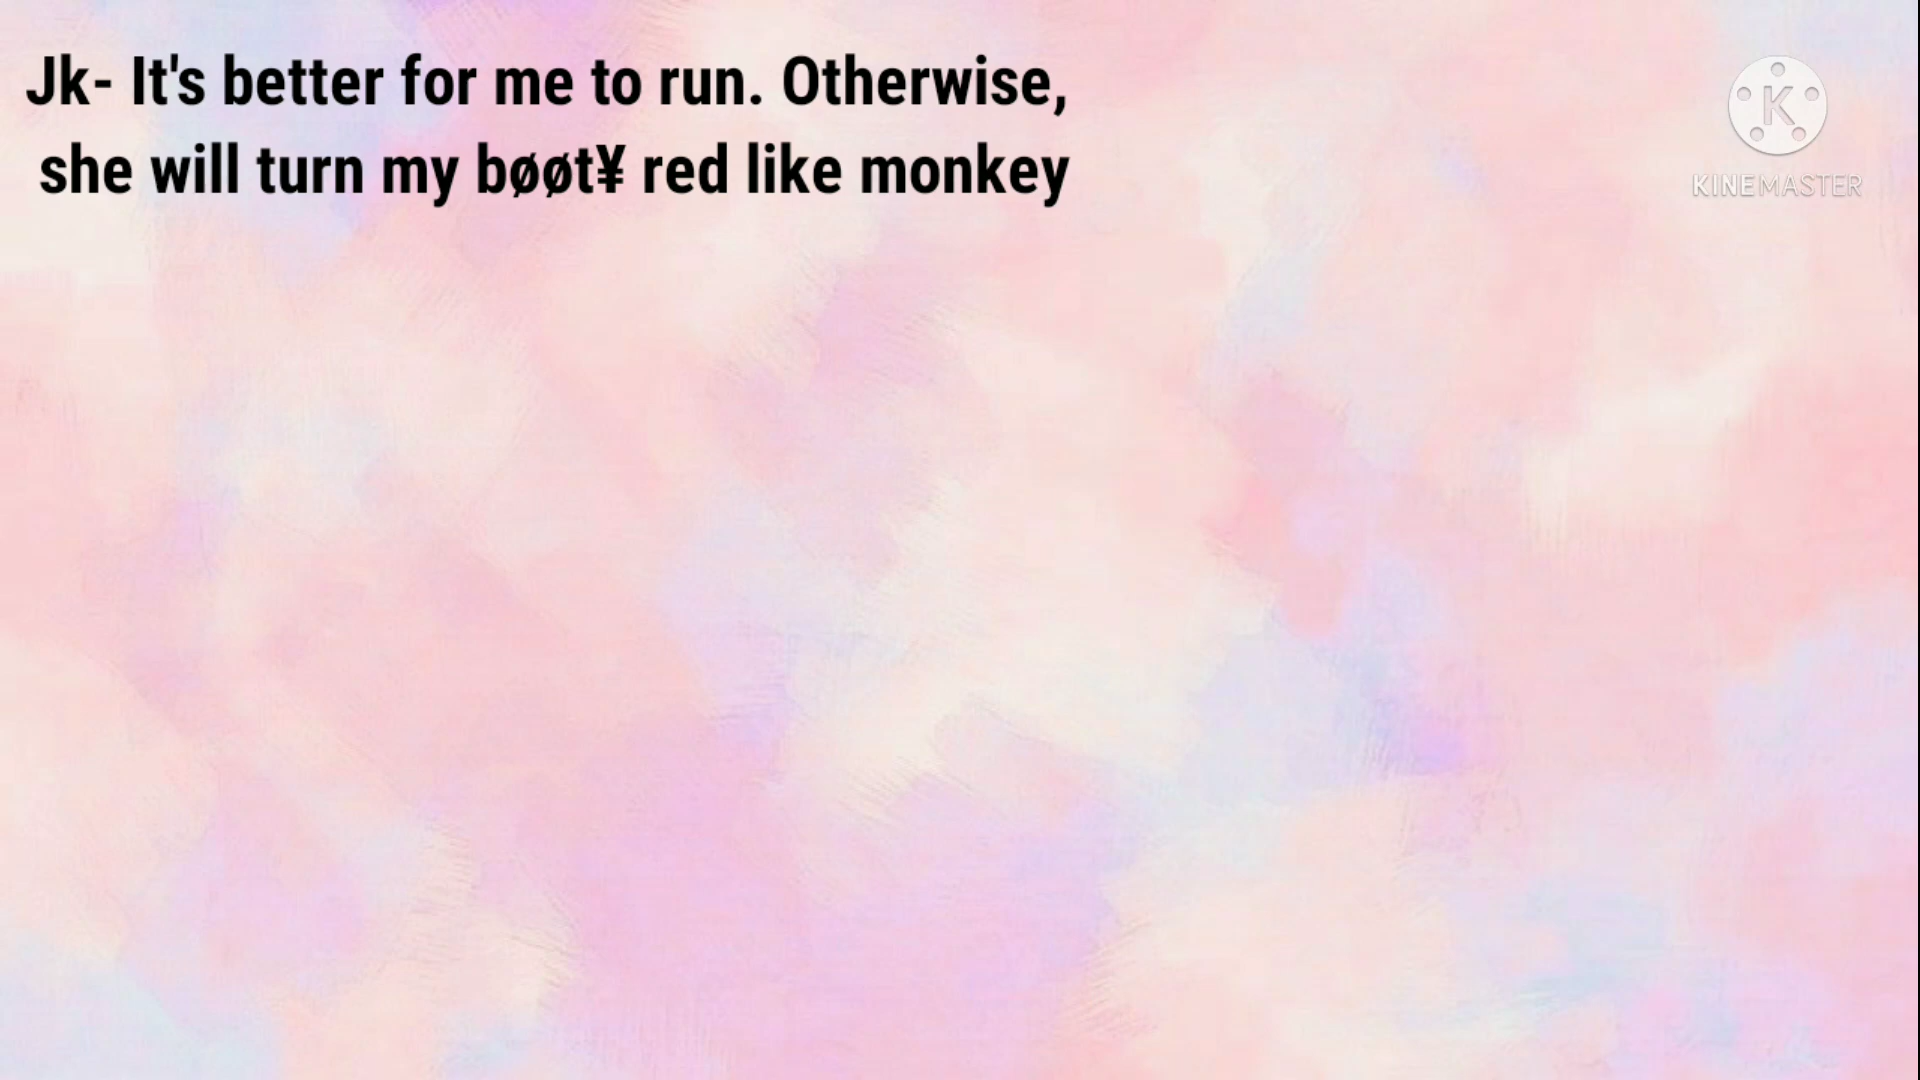 Jk- It's better for me to run. Otherwise,
she will turn my bøøt¥ red like monkey
K
KINEMASTER